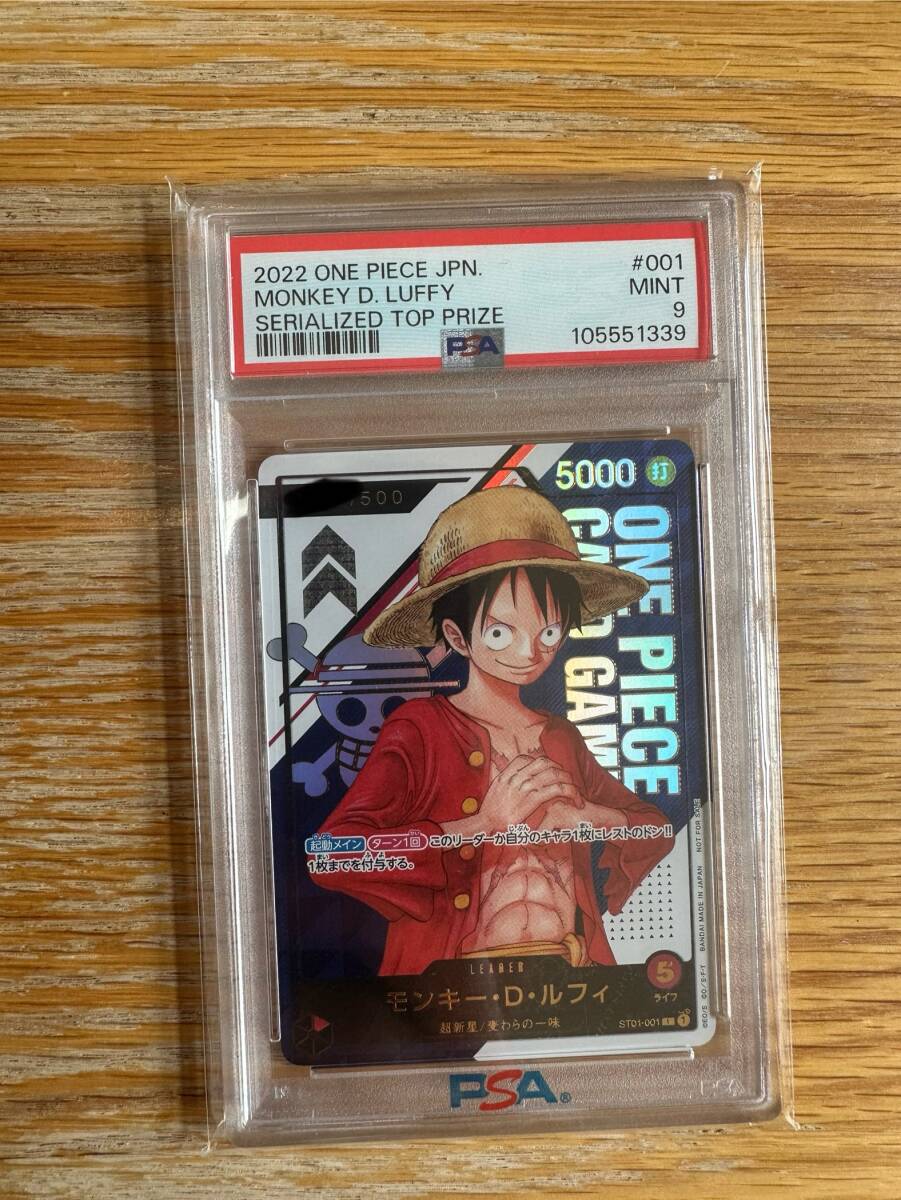 2022 ONE PIECE JPN.
MONKEY D. LUFFY
SERIALIZED TOP PRIZE
#001
MINT
9
105551339
PSA
/500
5000 打
ONE PIECE
CARD GAME
起動メイン ターン1回 このリーダーか自分のキャラ1枚にレストのドン!!
1枚までを付与する。
LEADER
モンキー・D・ルフィ
超新星/麦わらの一味
5
ライフ
ST01-001 L 1
©E.O/S. ©O/S・F・T BANDAI MADE IN JAPAN NOT FOR SALE
PSA®